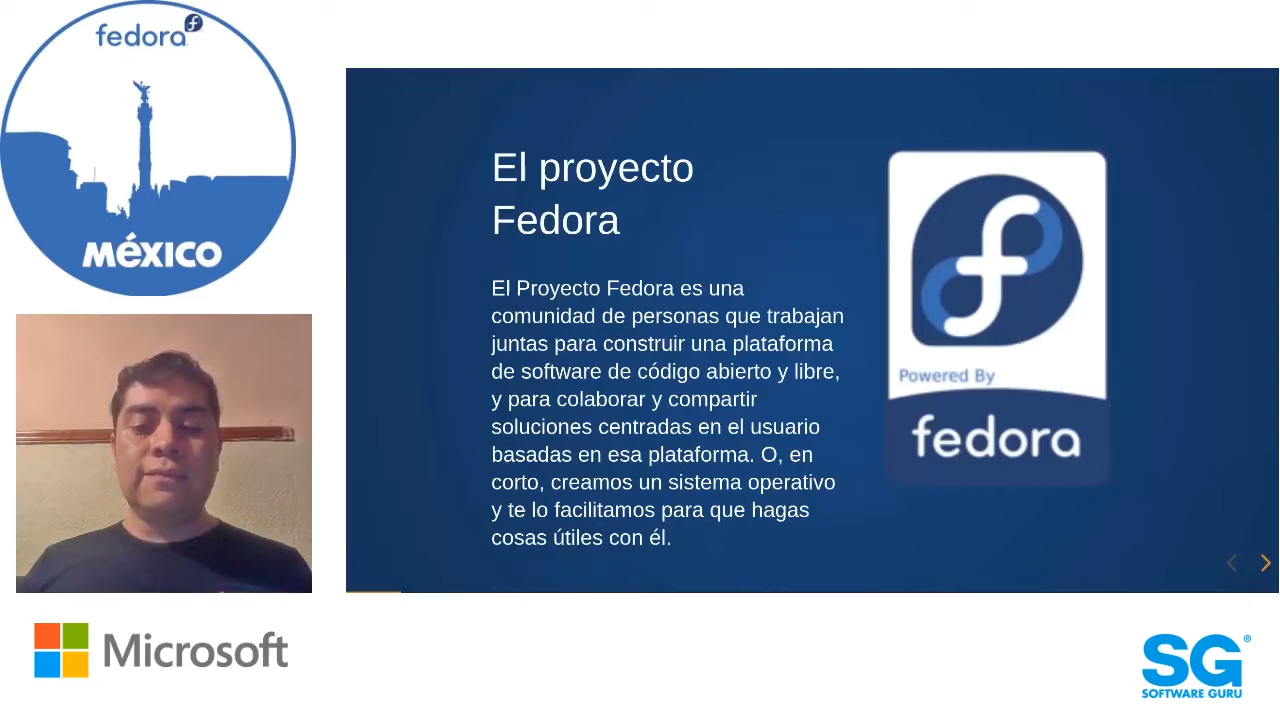 fedora
MÉXICO
El proyecto
Fedora
El Proyecto Fedora es una
comunidad de personas que trabajan
juntas para construir una plataforma
de software de código abierto y libre,
y para colaborar y compartir
soluciones centradas en el usuario
basadas en esa plataforma. O, en
corto, creamos un sistema operativo
y te lo facilitamos para que hagas
cosas útiles con él.
Powered By
fedora
Microsoft
SG®
SOFTWARE GURU